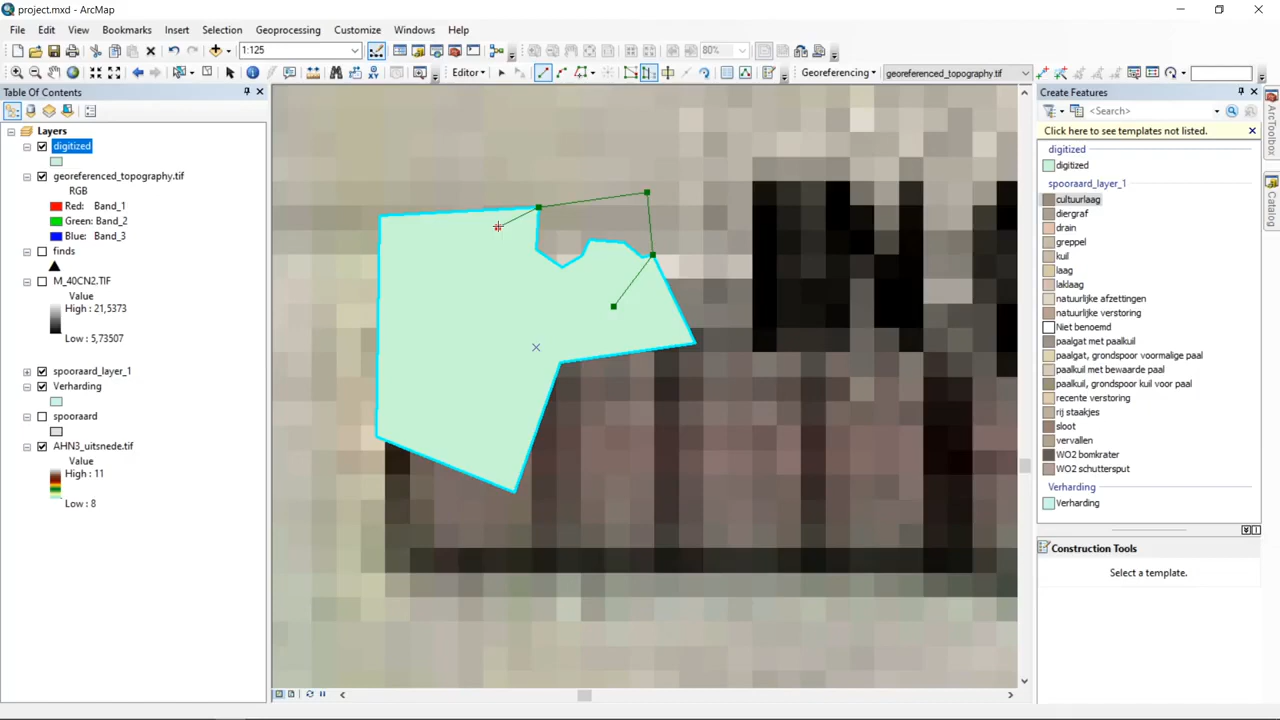 project.mxd - ArcMap
File Edit View Bookmarks Insert Selection Geoprocessing Customize Windows Help
1:125 80%
Editor Georeferencing georeferenced_topography.tif
Table Of Contents
Layers
digitized
georeferenced_topography.tif
RGB
Red: Band_1
Green: Band_2
Blue: Band_3
finds
M_40CN2.TIF
Value
High : 21,5373
Low : 5,73507
spooraard_layer_1
Verharding
spooraard
AHN3_uitsnede.tif
Value
High : 11
Low : 8
Create Features
<Search>
Click here to see templates not listed.
digitized
digitized
spooraard_layer_1
cultuurlaag
diergraf
drain
greppel
kuil
laag
laklaag
natuurlijke afzettingen
natuurlijke verstoring
Niet benoemd
paalgat met paalkuil
paalgat, grondspoor voormalige paal
paalkuil met bewaarde paal
paalkuil, grondspoor kuil voor paal
recente verstoring
rij staakjes
sloot
vervallen
WO2 bomkrater
WO2 schuttersput
Verharding
Verharding
Construction Tools
Select a template.
ArcToolbox
Catalog